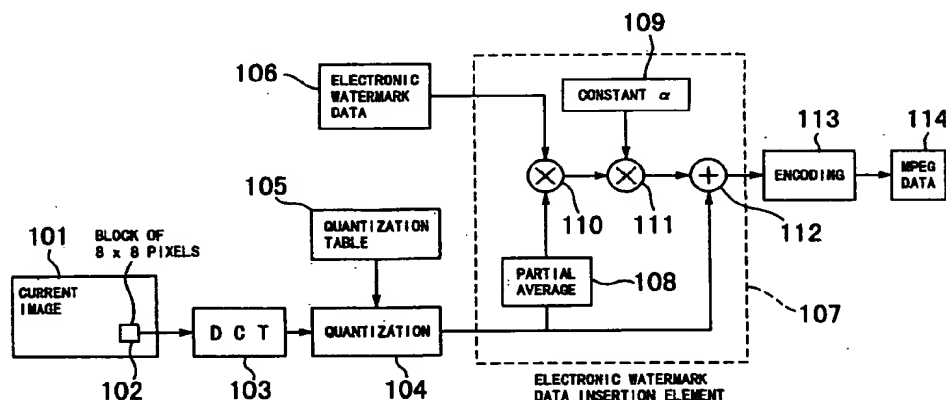 109
106
ELECTRONIC
WATERMARK
DATA
CONSTANT α
113
114
ENCODING
MPEG
DATA
110
111
112
105
QUANTIZATION
TABLE
101
BLOCK OF
8 x 8 PIXELS
CURRENT
IMAGE
PARTIAL
AVERAGE
108
107
DCT
QUANTIZATION
102
103
104
ELECTRONIC WATERMARK
DATA INSERTION ELEMENT